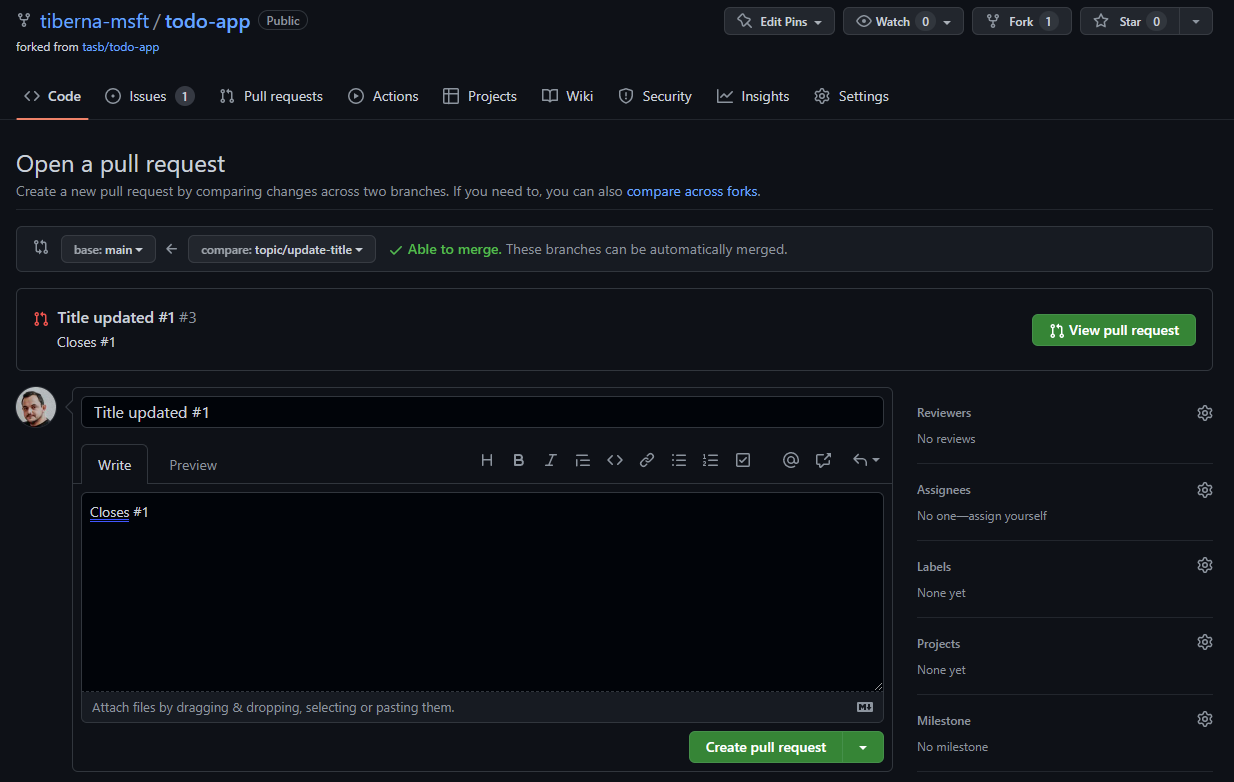 tiberna-msft / todo-app Public
Edit Pins Watch 0 Fork 1 Star 0
forked from tasb/todo-app
Code Issues 1 Pull requests Actions Projects Wiki Security Insights Settings
Open a pull request
Create a new pull request by comparing changes across two branches. If you need to, you can also compare across forks.
base: main compare: topic/update-title Able to merge. These branches can be automatically merged.
Title updated #1 #3
Closes #1
View pull request
Title updated #1
Write Preview
H B I
Closes #1
Attach files by dragging & dropping, selecting or pasting them.
Create pull request
Reviewers
No reviews
Assignees
No one—assign yourself
Labels
None yet
Projects
None yet
Milestone
No milestone